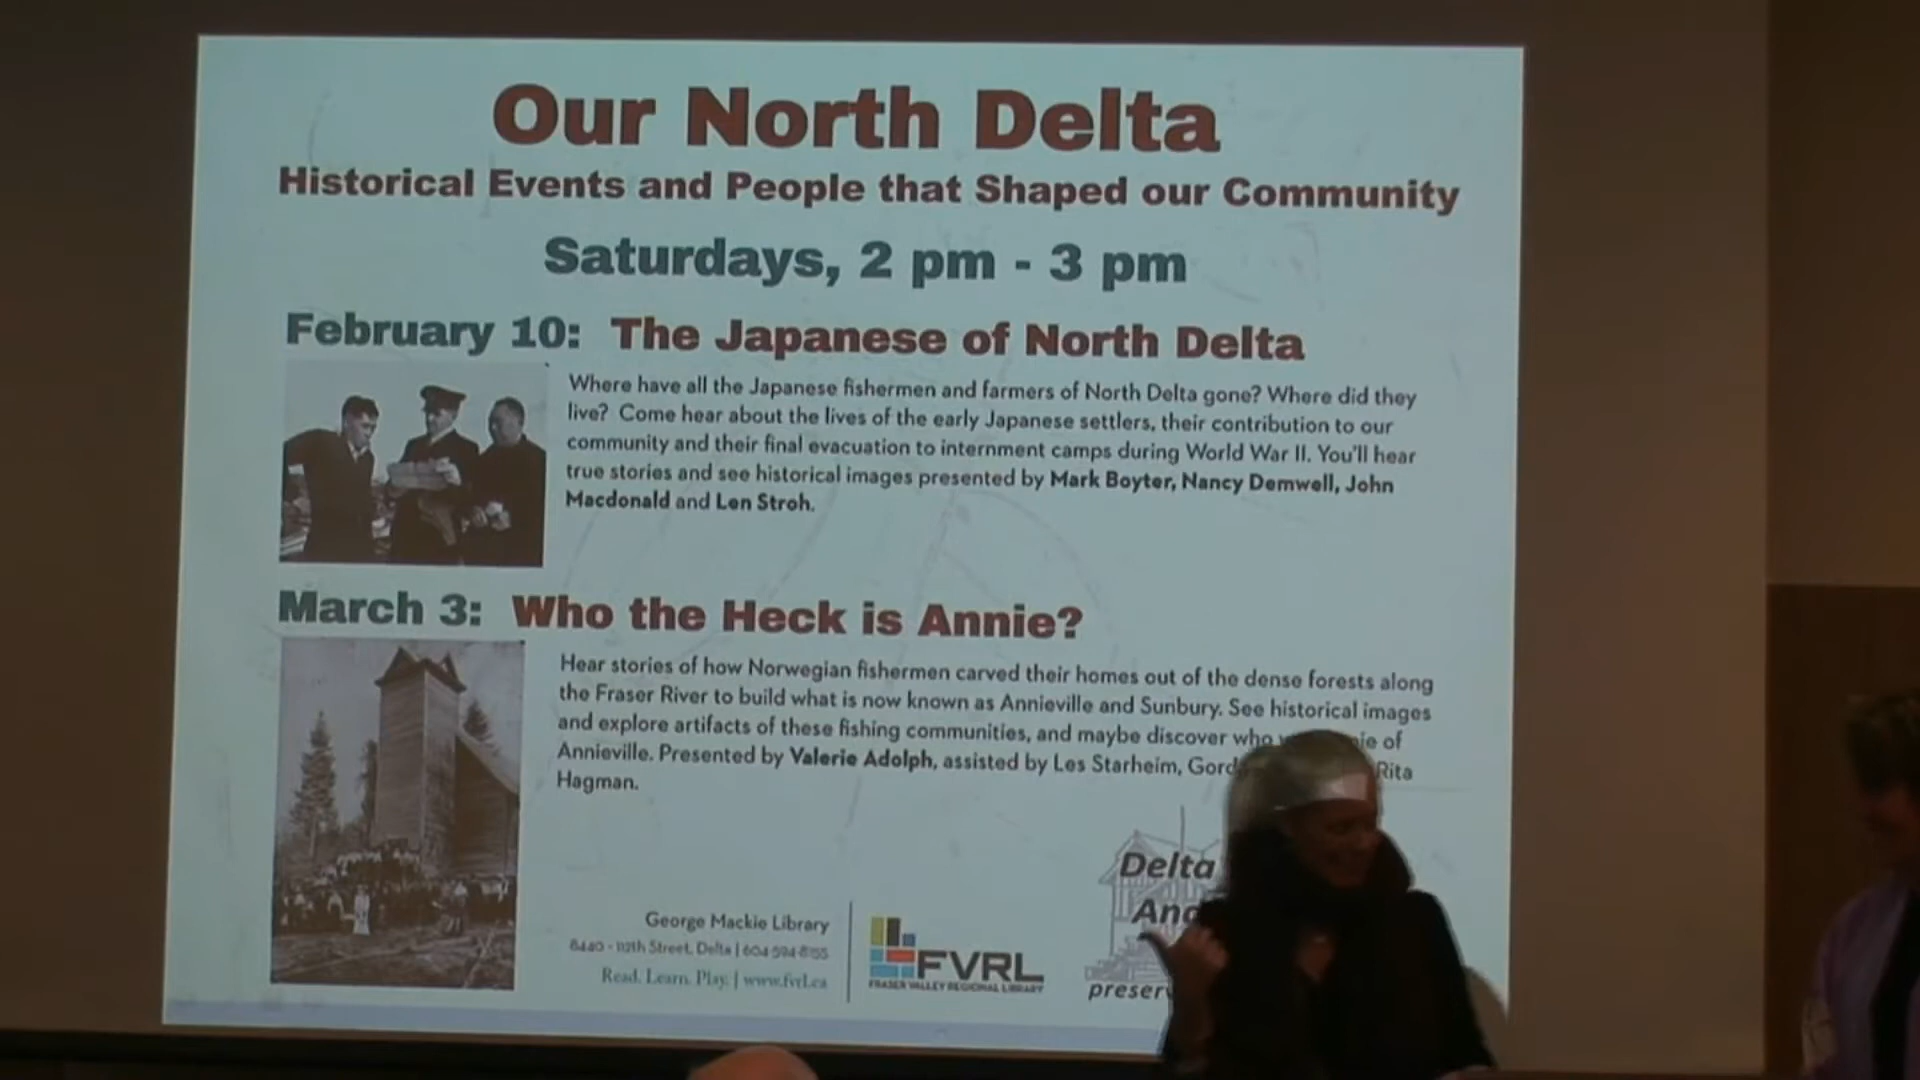 Our North Delta
Historical Events and People that Shaped our Community
Saturdays, 2 pm - 3 pm
February 10: The Japanese of North Delta
Where have all the Japanese fishermen and farmers of North Delta gone? Where did they
live? Come hear about the lives of the early Japanese settlers, their contribution to our
community and their final evacuation to internment camps during World War II. You'll hear
true stories and see historical images presented by Mark Boyter, Nancy Demwell, John
Macdonald and Len Stroh.
March 3: Who the Heck is Annie?
Hear stories of how Norwegian fishermen carved their homes out of the dense forests along
the Fraser River to build what is now known as Annieville and Sunbury. See historical images
and explore artifacts of these fishing communities, and maybe discover who of
Annieville. Presented by Valerie Adolph, assisted by Les Starheim, Rita
Hagman.
George Mackie Library
8440 - 112th Street, Delta | 604-594-8155
Read. Learn. Play. | www.fvrl.ca
FVRL
FRASER VALLEY REGIONAL LIBRARY
Delta